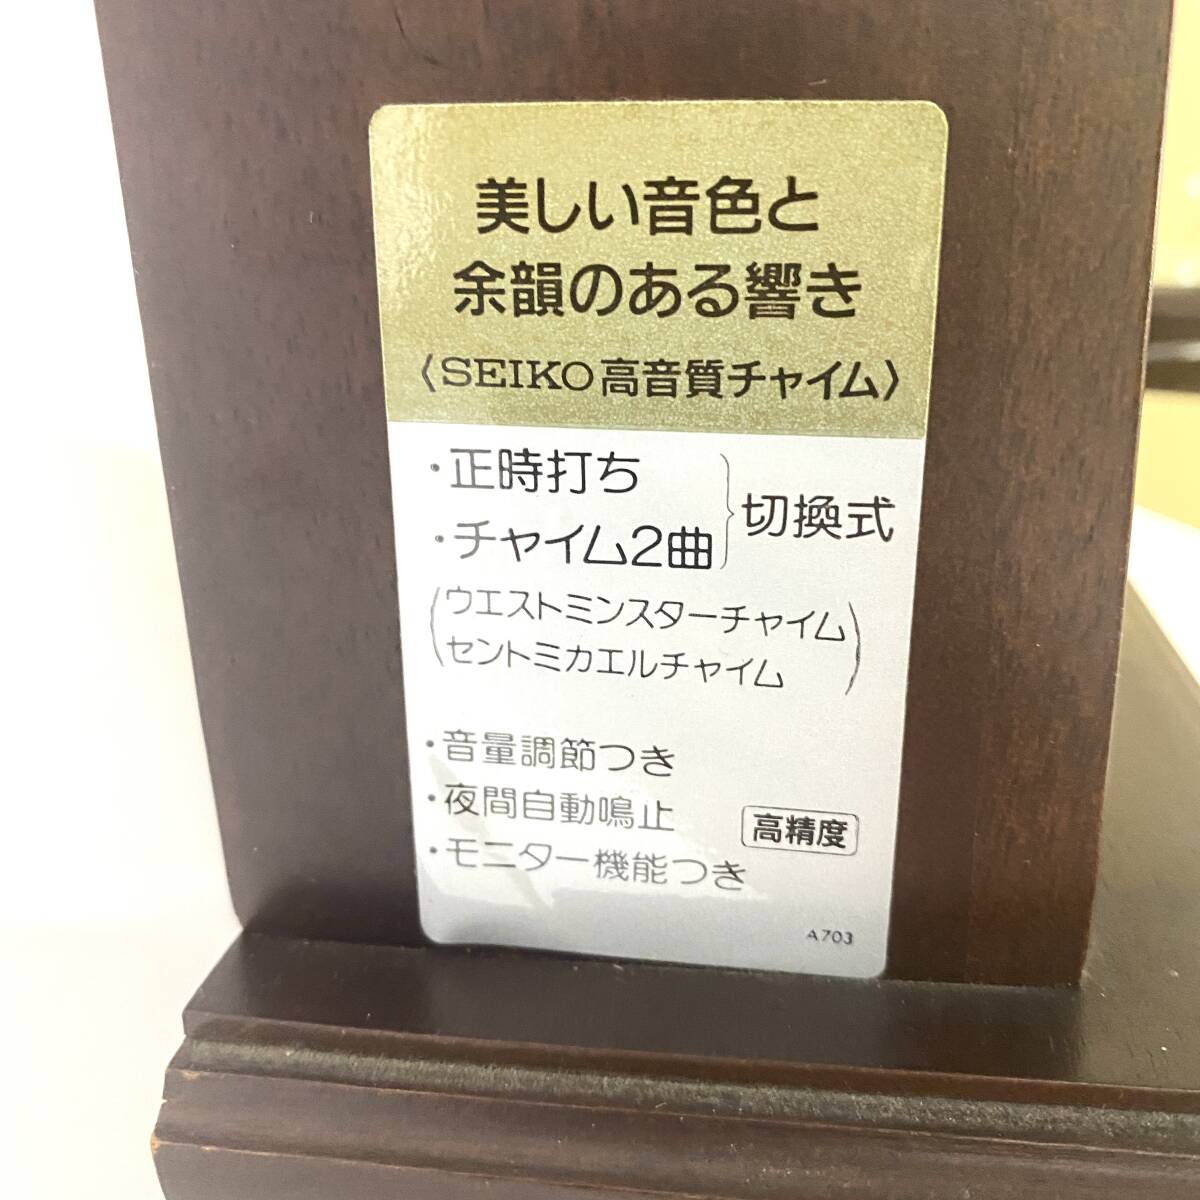 美しい音色と
余韻のある響き
〈SEIKO高音質チャイム〉
・正時打ち
・チャイム2曲
切換式
(ウエストミンスターチャイム
セントミカエルチャイム)
・音量調節つき
・夜間自動鳴止
・モニター機能つき
高精度
A703